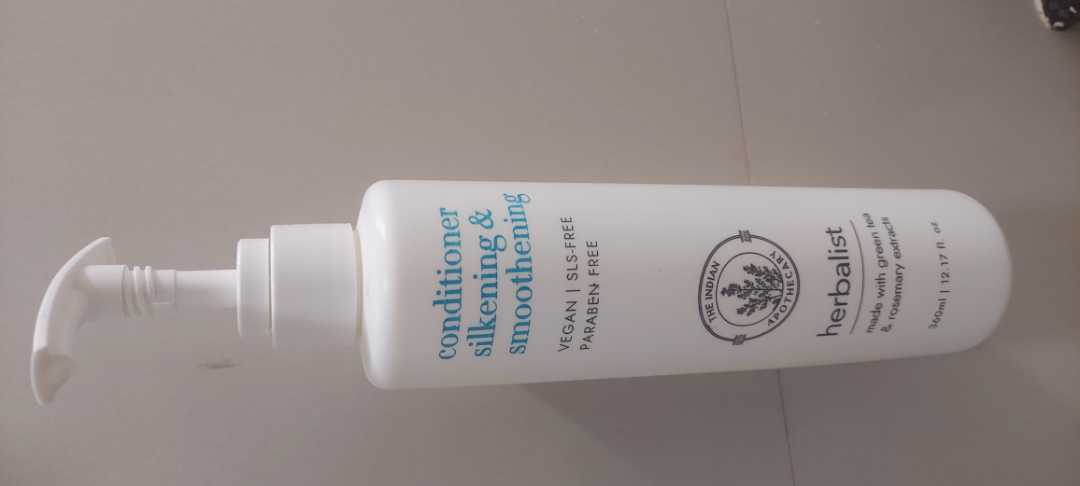 conditioner
silkening &
smoothening
VEGAN | SLS-FREE
PARABEN FREE
THE INDIAN
APOTHECARY
herbalist
made with green tea
& rosemary extracts
360ml | 12.17 fl. oz